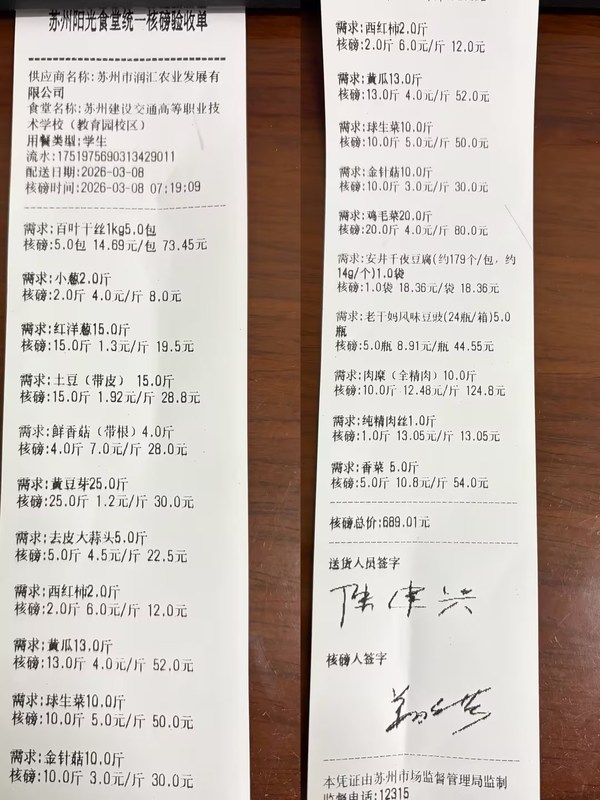 苏州阳光食堂统一核磅验收单
供应商名称:苏州市润汇农业发展有
限公司
食堂名称:苏州建设交通高等职业技
术学校（教育园校区）
用餐类型:学生
流水:1751975690313429011
配送日期:2026-03-08
核磅时间:2026-03-08 07:19:09
需求:百叶干丝1kg5.0包
核磅:5.0包 14.69元/包 73.45元
需求:小葱2.0斤
核磅:2.0斤 4.0元/斤 8.0元
需求:红洋葱15.0斤
核磅:15.0斤 1.3元/斤 19.5元
需求:土豆（带皮） 15.0斤
核磅:15.0斤 1.92元/斤 28.8元
需求:鲜香菇（带根）4.0斤
核磅:4.0斤 7.0元/斤 28.0元
需求:黄豆芽25.0斤
核磅:25.0斤 1.2元/斤 30.0元
需求:去皮大蒜头5.0斤
核磅:5.0斤 4.5元/斤 22.5元
需求:西红柿2.0斤
核磅:2.0斤 6.0元/斤 12.0元
需求:黄瓜13.0斤
核磅:13.0斤 4.0元/斤 52.0元
需求:球生菜10.0斤
核磅:10.0斤 5.0元/斤 50.0元
需求:金针菇10.0斤
核磅:10.0斤 3.0元/斤 30.0元
需求:西红柿2.0斤
核磅:2.0斤 6.0元/斤 12.0元
需求:黄瓜13.0斤
核磅:13.0斤 4.0元/斤 52.0元
需求:球生菜10.0斤
核磅:10.0斤 5.0元/斤 50.0元
需求:金针菇10.0斤
核磅:10.0斤 3.0元/斤 30.0元
需求:鸡毛菜20.0斤
核磅:20.0斤 4.0元/斤 80.0元
需求:安井千夜豆腐(约179个/包，约
14g/个)1.0袋
核磅:1.0袋 18.36元/袋 18.36元
需求:老干妈风味豆豉(24瓶/箱)5.0
瓶
核磅:5.0瓶 8.91元/瓶 44.55元
需求:肉糜（全精肉）10.0斤
核磅:10.0斤 12.48元/斤 124.8元
需求:纯精肉丝1.0斤
核磅:1.0斤 13.05元/斤 13.05元
需求:香菜 5.0斤
核磅:5.0斤 10.8元/斤 54.0元
核磅总价:689.01元
送货人员签字
核磅人签字
本凭证由苏州市场监督管理局监制
监督电话:12315